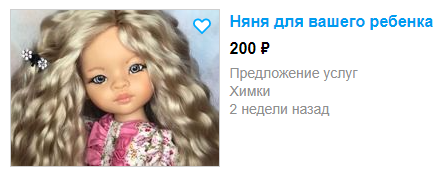 Няня для вашего ребенка
200 ₽
Предложение услуг
Химки
2 недели назад